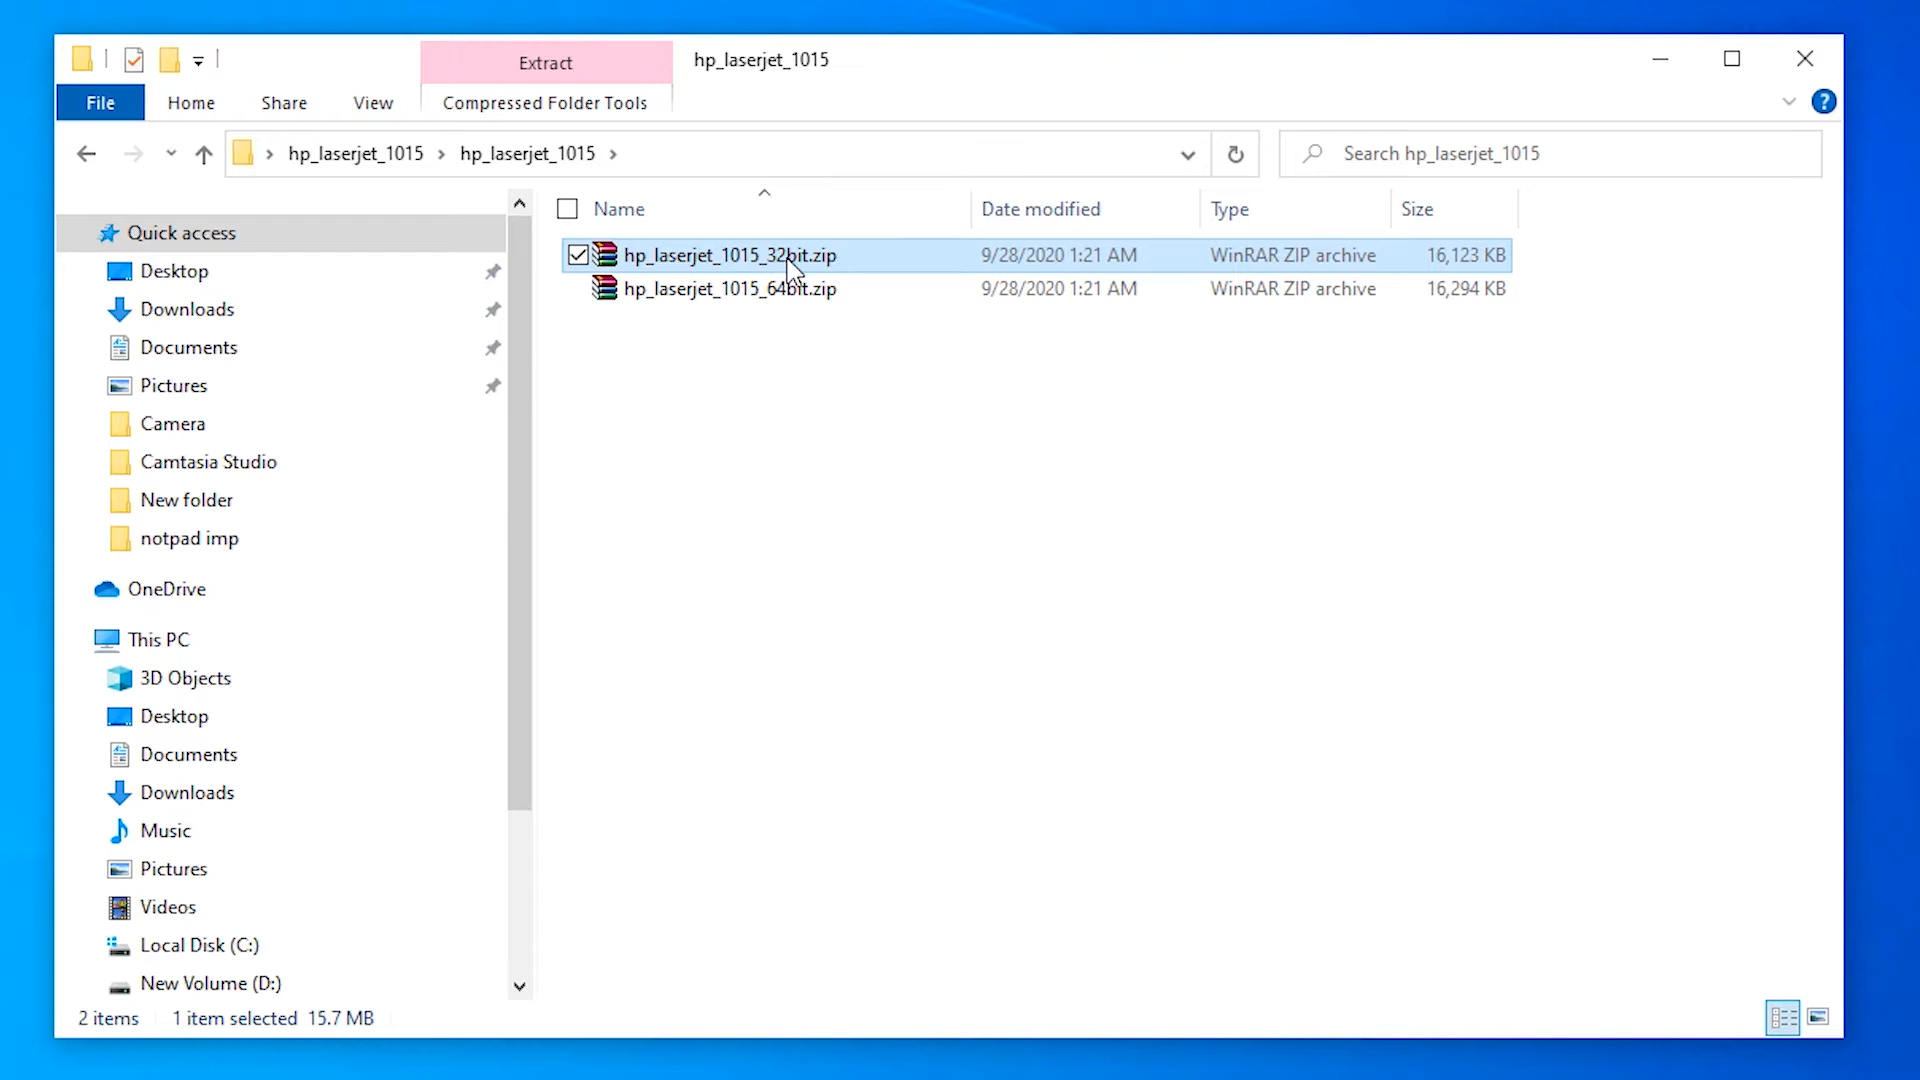 Extract
hp_laserjet_1015
File
Home
Share
View
Compressed Folder Tools
?
hp_laserjet_1015
hp_laserjet_1015
Search hp_laserjet_1015
Name
Date modified
Type
Size
hp_laserjet_1015_32bit.zip
9/28/2020 1:21 AM
WinRAR ZIP archive
16,123 KB
hp_laserjet_1015_64bit.zip
9/28/2020 1:21 AM
WinRAR ZIP archive
16,294 KB
Quick access
Desktop
Downloads
Documents
Pictures
Camera
Camtasia Studio
New folder
notpad imp
OneDrive
This PC
3D Objects
Desktop
Documents
Downloads
Music
Pictures
Videos
Local Disk (C:)
New Volume (D:)
2 items
1 item selected 15.7 MB